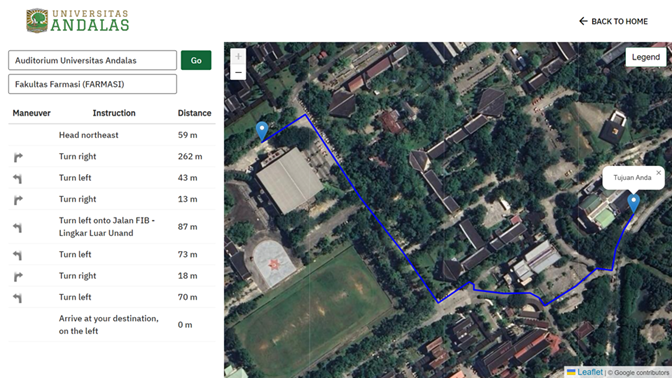 UNIVERSITAS
ANDALAS
BACK TO HOME
Auditorium Universitas Andalas
Go
Fakultas Farmasi (FARMASI)
Maneuver Instruction Distance
Head northeast 59 m
Turn right 262 m
Turn left 43 m
Turn right 13 m
Turn left onto Jalan FIB -
Lingkar Luar Unand 87 m
Turn left 73 m
Turn right 18 m
Turn left 70 m
Arrive at your destination,
on the left 0 m
+
−
Legend
Tujuan Anda
×
Leaflet | © Google contributors